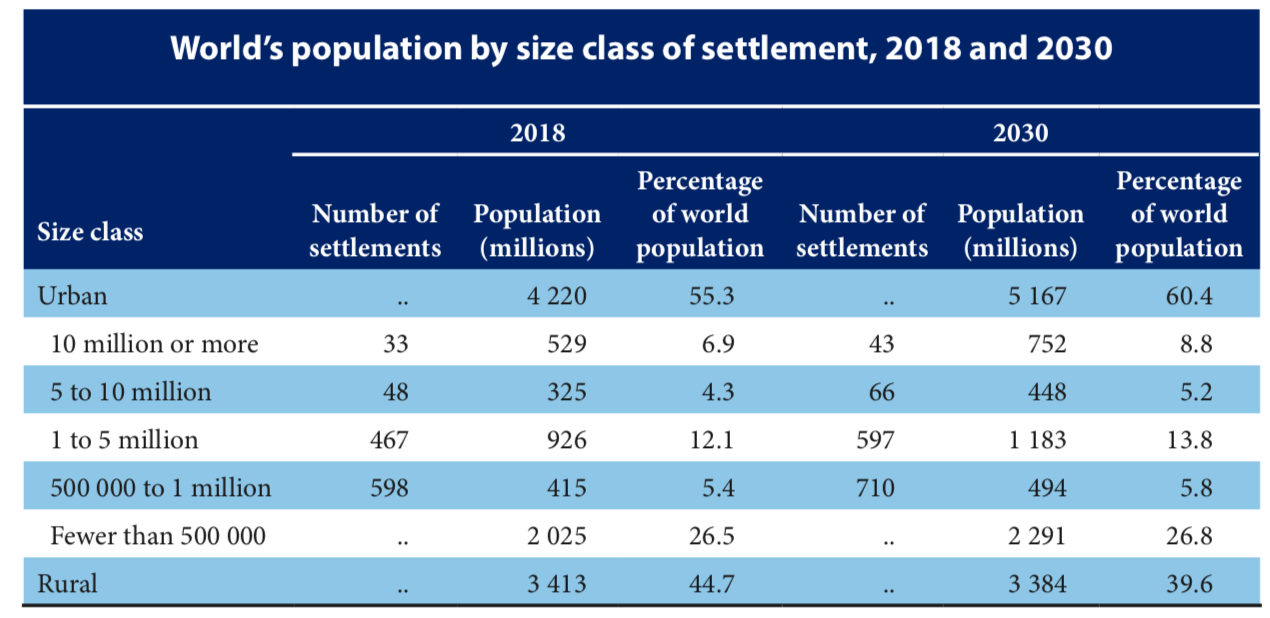 World's population by size class of settlement, 2018 and 2030
2018 2030
Size class Number of settlements Population (millions) Percentage of world population Number of settlements Population (millions) Percentage of world population
Urban .. 4 220 55.3 .. 5 167 60.4
10 million or more 33 529 6.9 43 752 8.8
5 to 10 million 48 325 4.3 66 448 5.2
1 to 5 million 467 926 12.1 597 1 183 13.8
500 000 to 1 million 598 415 5.4 710 494 5.8
Fewer than 500 000 .. 2 025 26.5 .. 2 291 26.8
Rural .. 3 413 44.7 .. 3 384 39.6